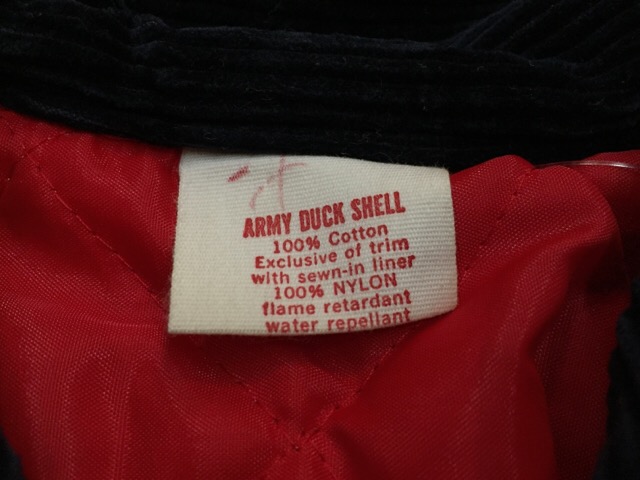 ARMY DUCK SHELL
100% Cotton
Exclusive of trim
with sewn-in liner
100% NYLON
flame retardant
water repellant